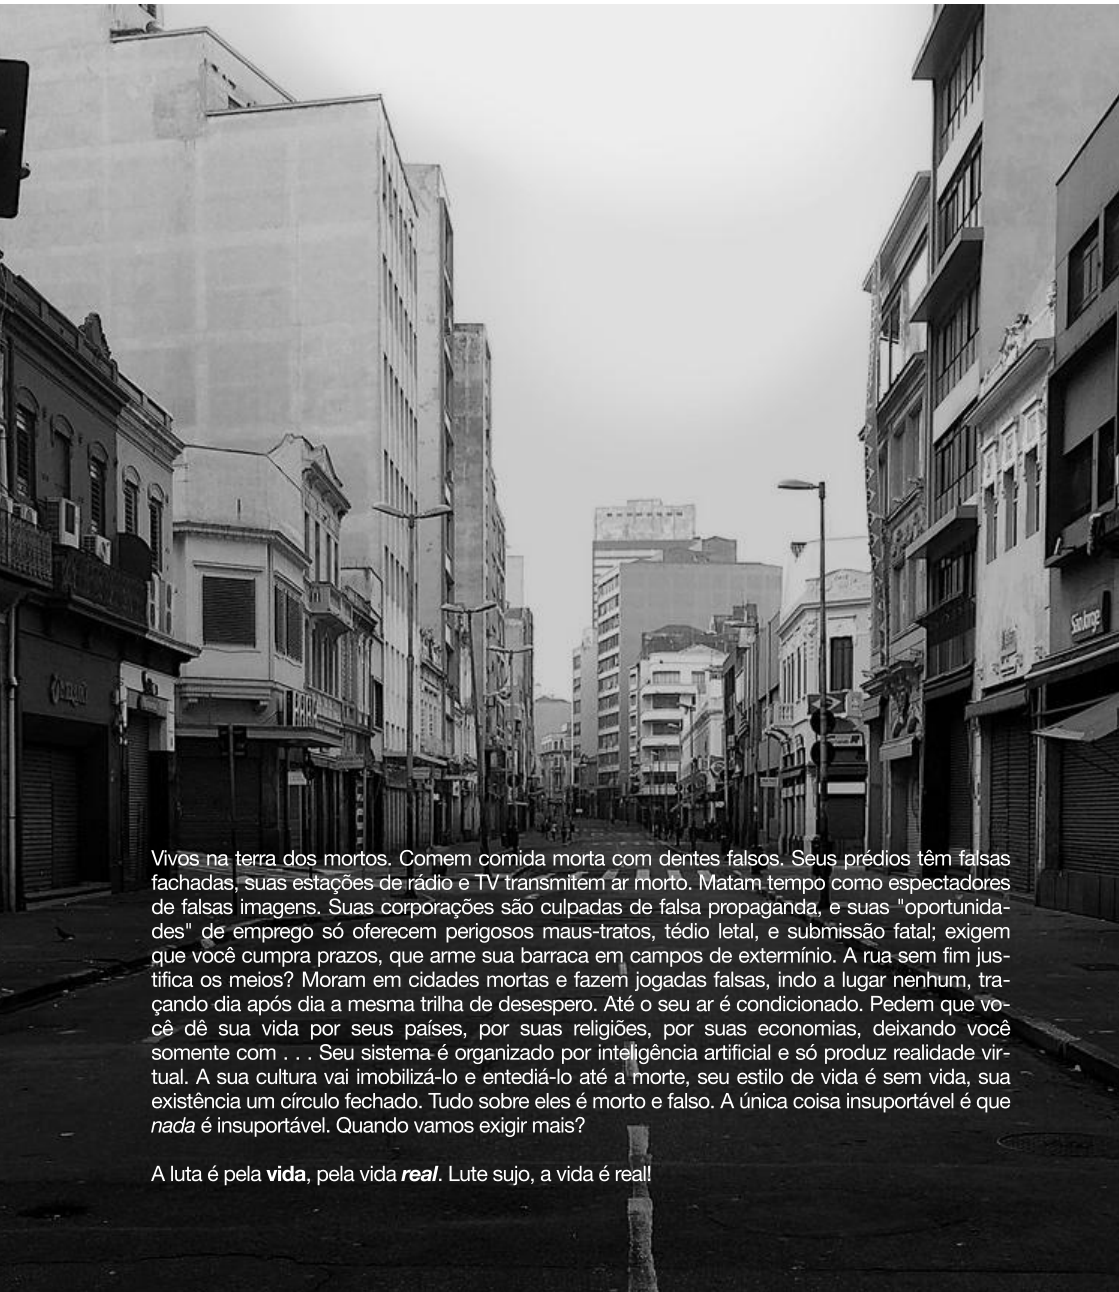 São Jorge
BAR
Vivos na terra dos mortos. Comem comida morta com dentes falsos. Seus prédios têm falsas
fachadas, suas estações de rádio e TV transmitem ar morto. Matam tempo como espectadores
de falsas imagens. Suas corporações são culpadas de falsa propaganda, e suas "oportunida-
des" de emprego só oferecem perigosos maus-tratos, tédio letal, e submissão fatal; exigem
que você cumpra prazos, que arme sua barraca em campos de extermínio. A rua sem fim jus-
tifica os meios? Moram em cidades mortas e fazem jogadas falsas, indo a lugar nenhum, tra-
çando dia após dia a mesma trilha de desespero. Até o seu ar é condicionado. Pedem que vo-
cê dê sua vida por seus países, por suas religiões, por suas economias, deixando você
somente com . . . Seu sistema é organizado por inteligência artificial e só produz realidade vir-
tual. A sua cultura vai imobilizá-lo e entediá-lo até a morte, seu estilo de vida é sem vida, sua
existência um círculo fechado. Tudo sobre eles é morto e falso. A única coisa insuportável é que
nada é insuportável. Quando vamos exigir mais?
A luta é pela vida, pela vida real. Lute sujo, a vida é real!